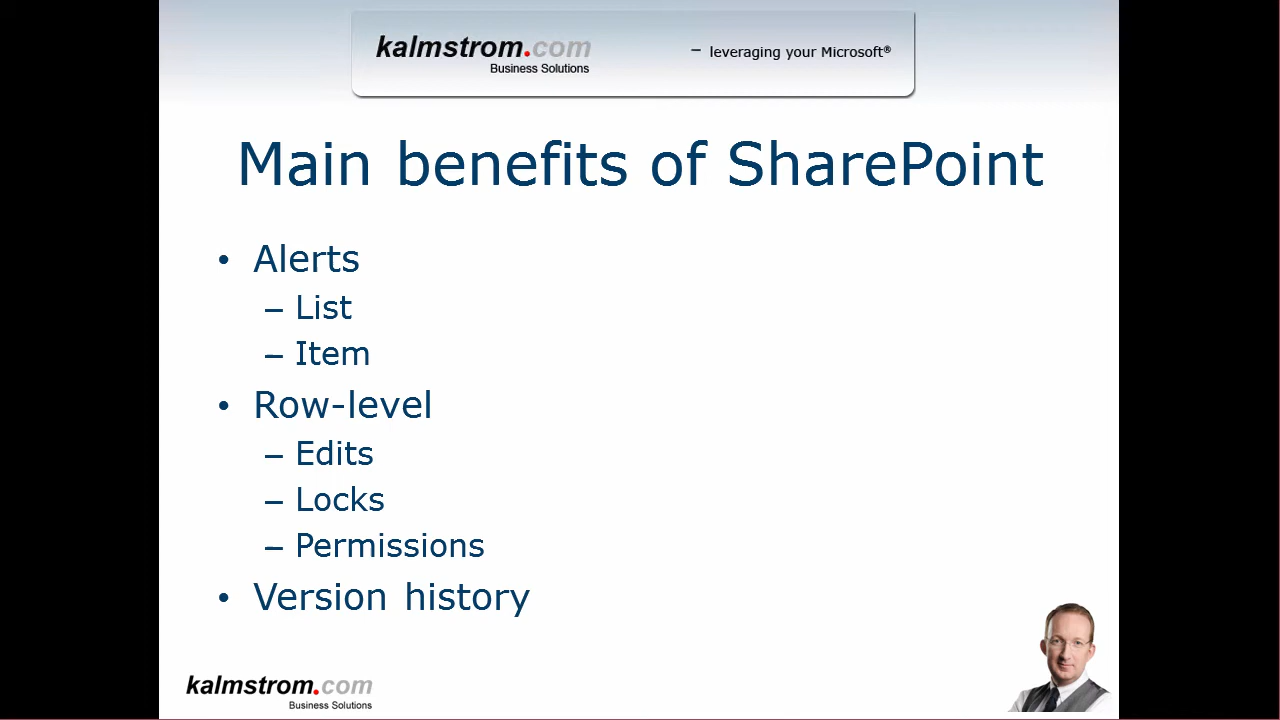 kalmstrom.com
Business Solutions
– leveraging your Microsoft®
Main benefits of SharePoint
• Alerts
– List
– Item
• Row-level
– Edits
– Locks
– Permissions
• Version history
kalmstrom.com
Business Solutions